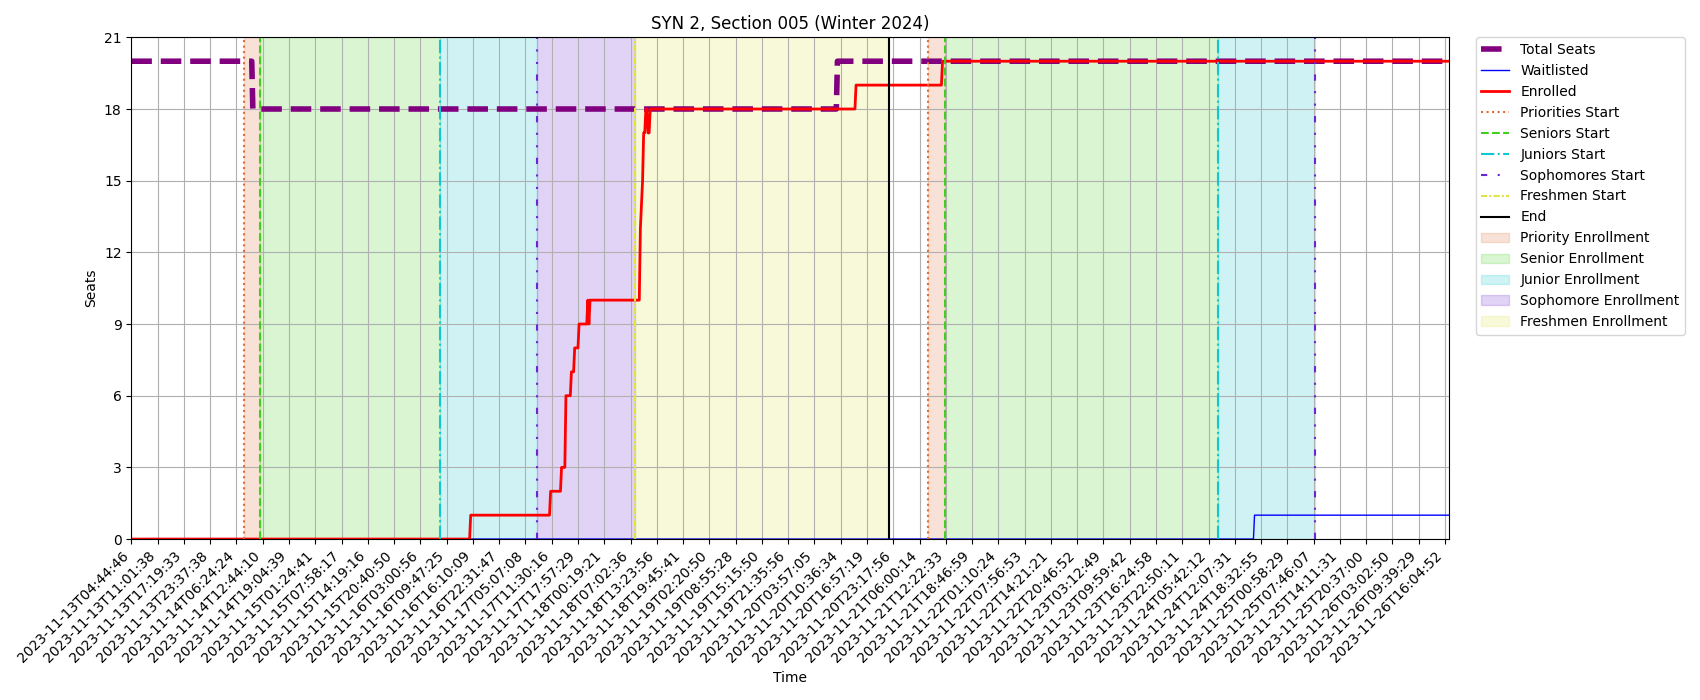 SYN 2, Section 005 (Winter 2024)
21
18
15
12
9
6
3
0
Seats
2023-11-13T04:44:46
2023-11-13T11:01:38
2023-11-13T17:19:33
2023-11-13T23:37:38
2023-11-14T06:24:24
2023-11-14T12:44:10
2023-11-14T19:04:39
2023-11-15T01:24:41
2023-11-15T07:58:17
2023-11-15T14:19:16
2023-11-15T20:40:50
2023-11-16T03:00:56
2023-11-16T09:47:25
2023-11-16T16:10:09
2023-11-16T22:31:47
2023-11-17T05:07:08
2023-11-17T11:30:16
2023-11-17T17:57:29
2023-11-18T00:19:21
2023-11-18T07:02:36
2023-11-18T13:23:56
2023-11-18T19:45:41
2023-11-19T02:20:50
2023-11-19T08:55:28
2023-11-19T15:15:50
2023-11-19T21:35:56
2023-11-20T03:57:05
2023-11-20T10:36:34
2023-11-20T16:57:19
2023-11-20T23:17:56
2023-11-21T06:00:14
2023-11-21T12:22:33
2023-11-21T18:46:59
2023-11-22T01:10:24
2023-11-22T07:56:53
2023-11-22T14:21:21
2023-11-22T20:46:52
2023-11-23T03:12:49
2023-11-23T09:59:42
2023-11-23T16:24:58
2023-11-23T22:50:11
2023-11-24T05:42:12
2023-11-24T12:07:31
2023-11-24T18:32:55
2023-11-25T00:58:29
2023-11-25T07:46:07
2023-11-25T14:11:31
2023-11-25T20:37:00
2023-11-26T03:02:50
2023-11-26T09:39:29
2023-11-26T16:04:52
Time
Total Seats
Waitlisted
Enrolled
Priorities Start
Seniors Start
Juniors Start
Sophomores Start
Freshmen Start
End
Priority Enrollment
Senior Enrollment
Junior Enrollment
Sophomore Enrollment
Freshmen Enrollment